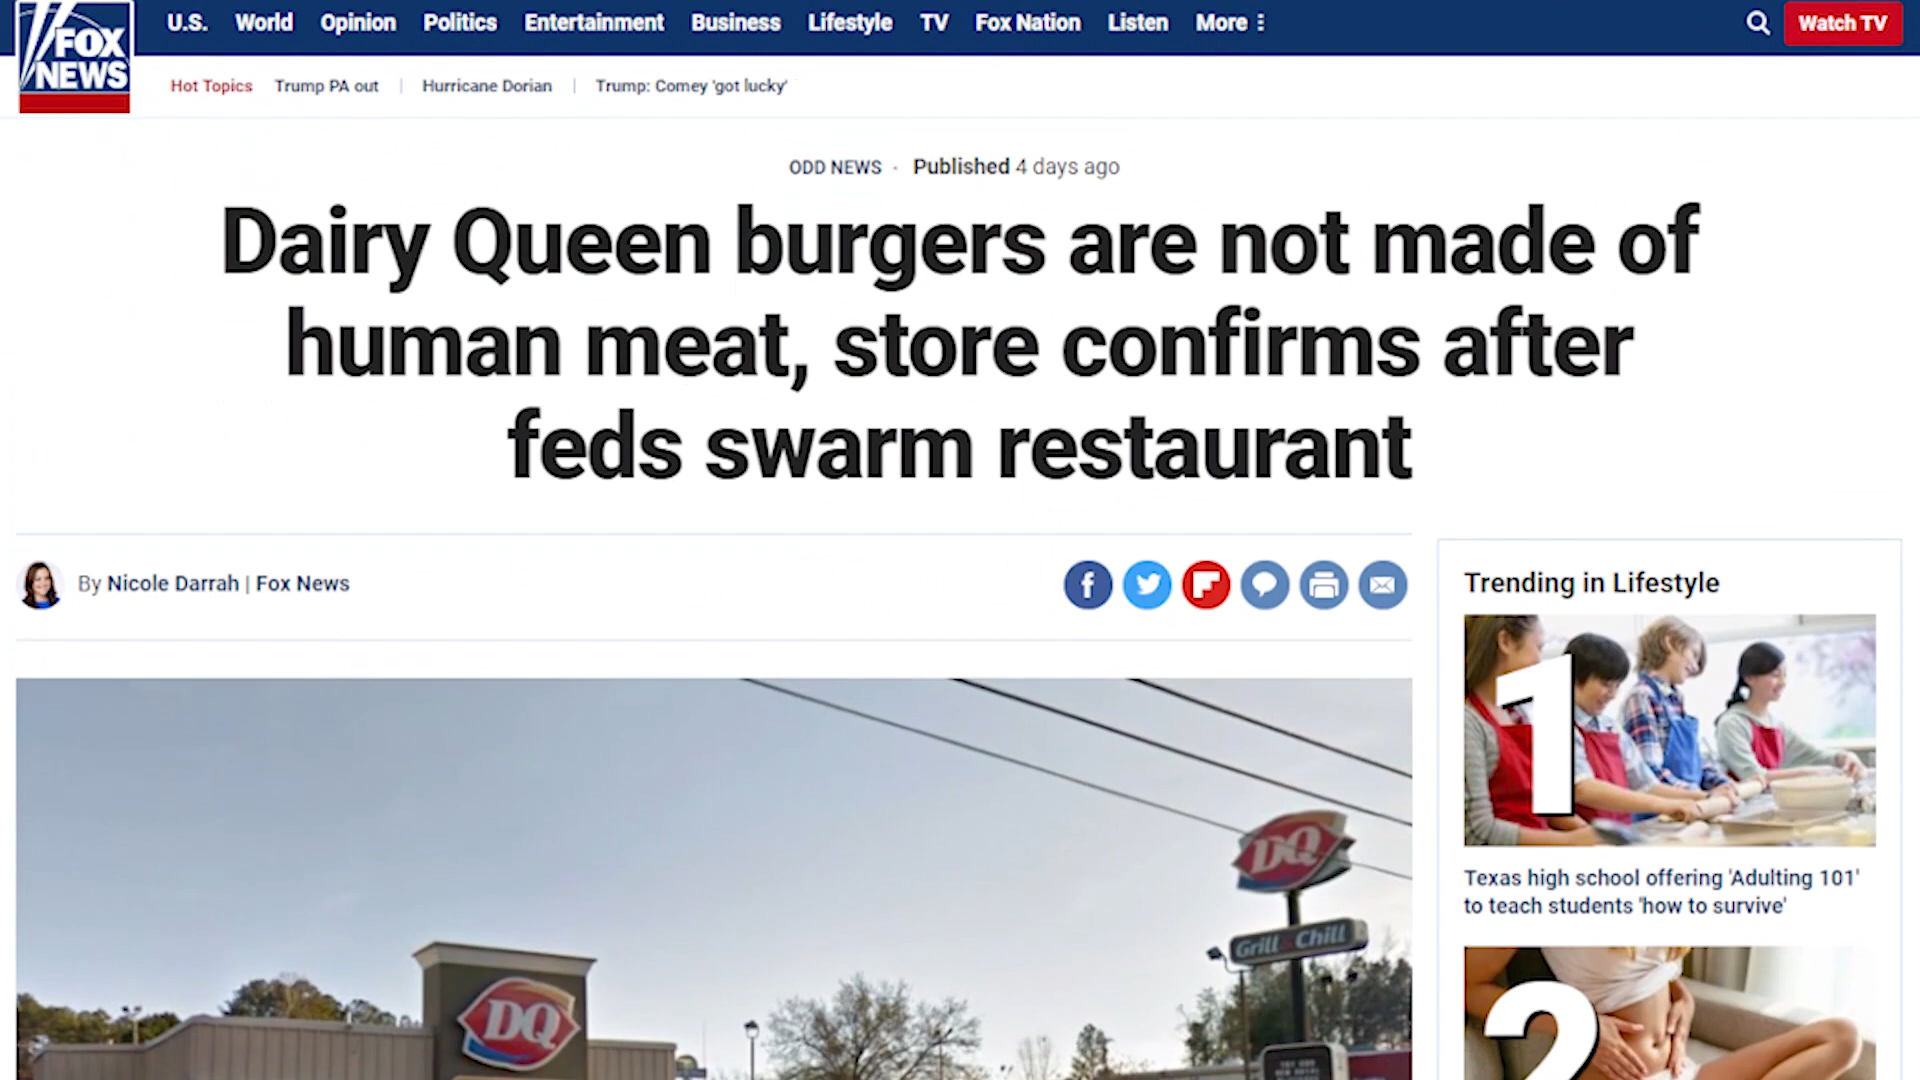 FOX
NEWS
U.S. World Opinion Politics Entertainment Business Lifestyle TV Fox Nation Listen More Watch TV
Hot Topics Trump PA out | Hurricane Dorian | Trump: Comey 'got lucky'
ODD NEWS - Published 4 days ago
Dairy Queen burgers are not made of
human meat, store confirms after
feds swarm restaurant
By Nicole Darrah | Fox News
Trending in Lifestyle
1
Texas high school offering 'Adulting 101'
to teach students 'how to survive'
2
DQ
Grill & Chill
DQ